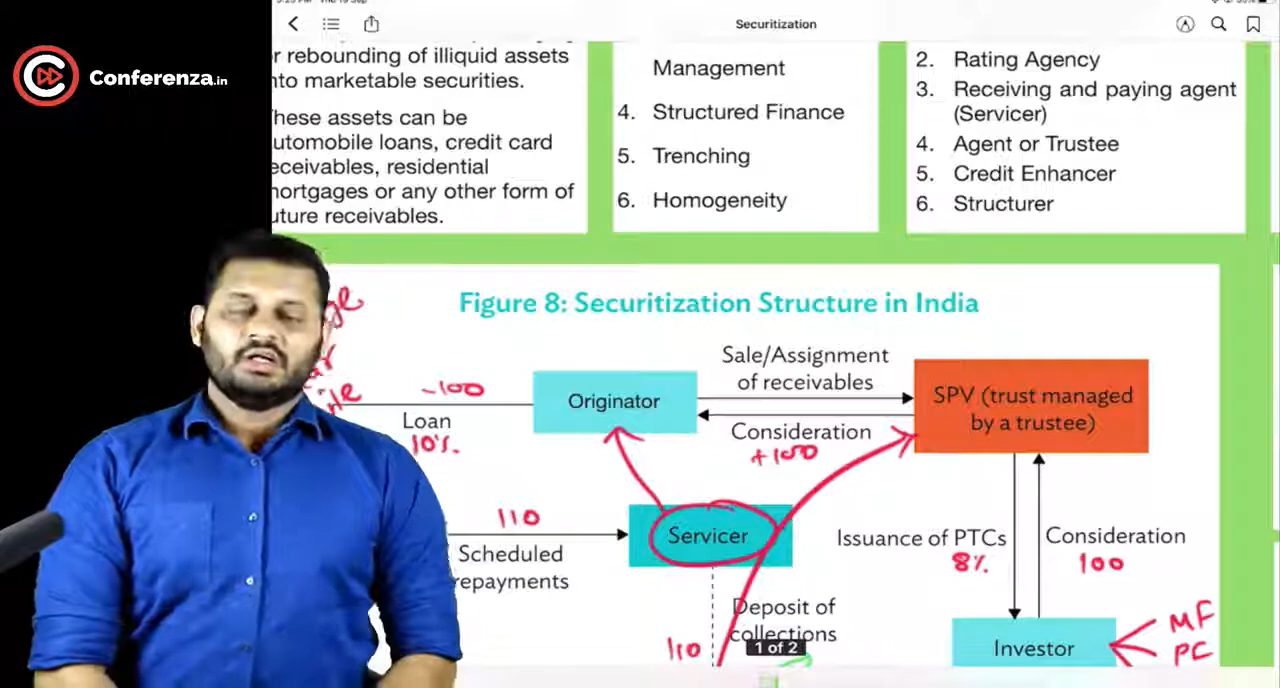 Securitization
Conferenza.in
r rebounding of illiquid assets
nto marketable securities.
hese assets can be
utomobile loans, credit card
eceivables, residential
ortgages or any other form of
uture receivables.
Management
4. Structured Finance
5. Trenching
6. Homogeneity
2. Rating Agency
3. Receiving and paying agent
(Servicer)
4. Agent or Trustee
5. Credit Enhancer
6. Structurer
Figure 8: Securitization Structure in India
-100
Loan
10%.
Originator
Sale/Assignment
of receivables
Consideration
+100
SPV (trust managed
by a trustee)
110
Scheduled
repayments
Servicer
Issuance of PTCs
8%
Consideration
100
Deposit of
collections
110
1 of 2
Investor
MF
PC